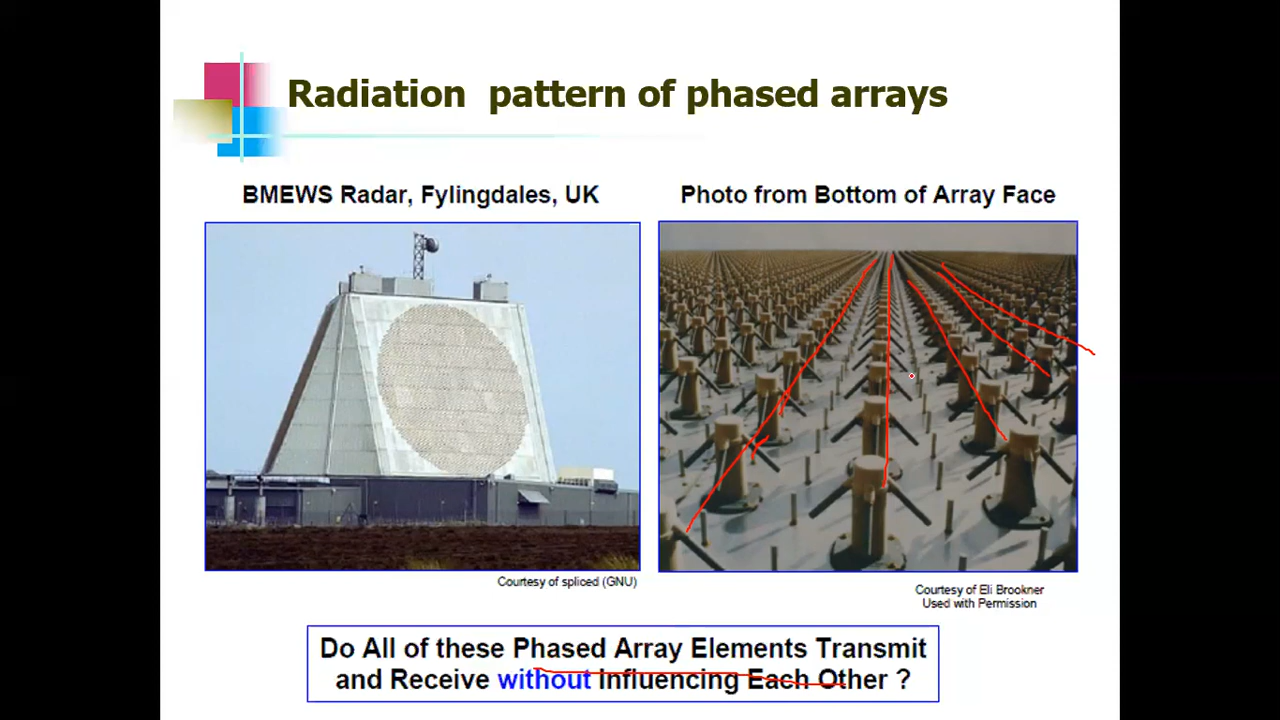 Radiation pattern of phased arrays
BMEWS Radar, Fylingdales, UK
Photo from Bottom of Array Face
Courtesy of spliced (GNU)
Courtesy of Eli Brookner
Used with Permission
Do All of these Phased Array Elements Transmit
and Receive without Influencing Each Other ?